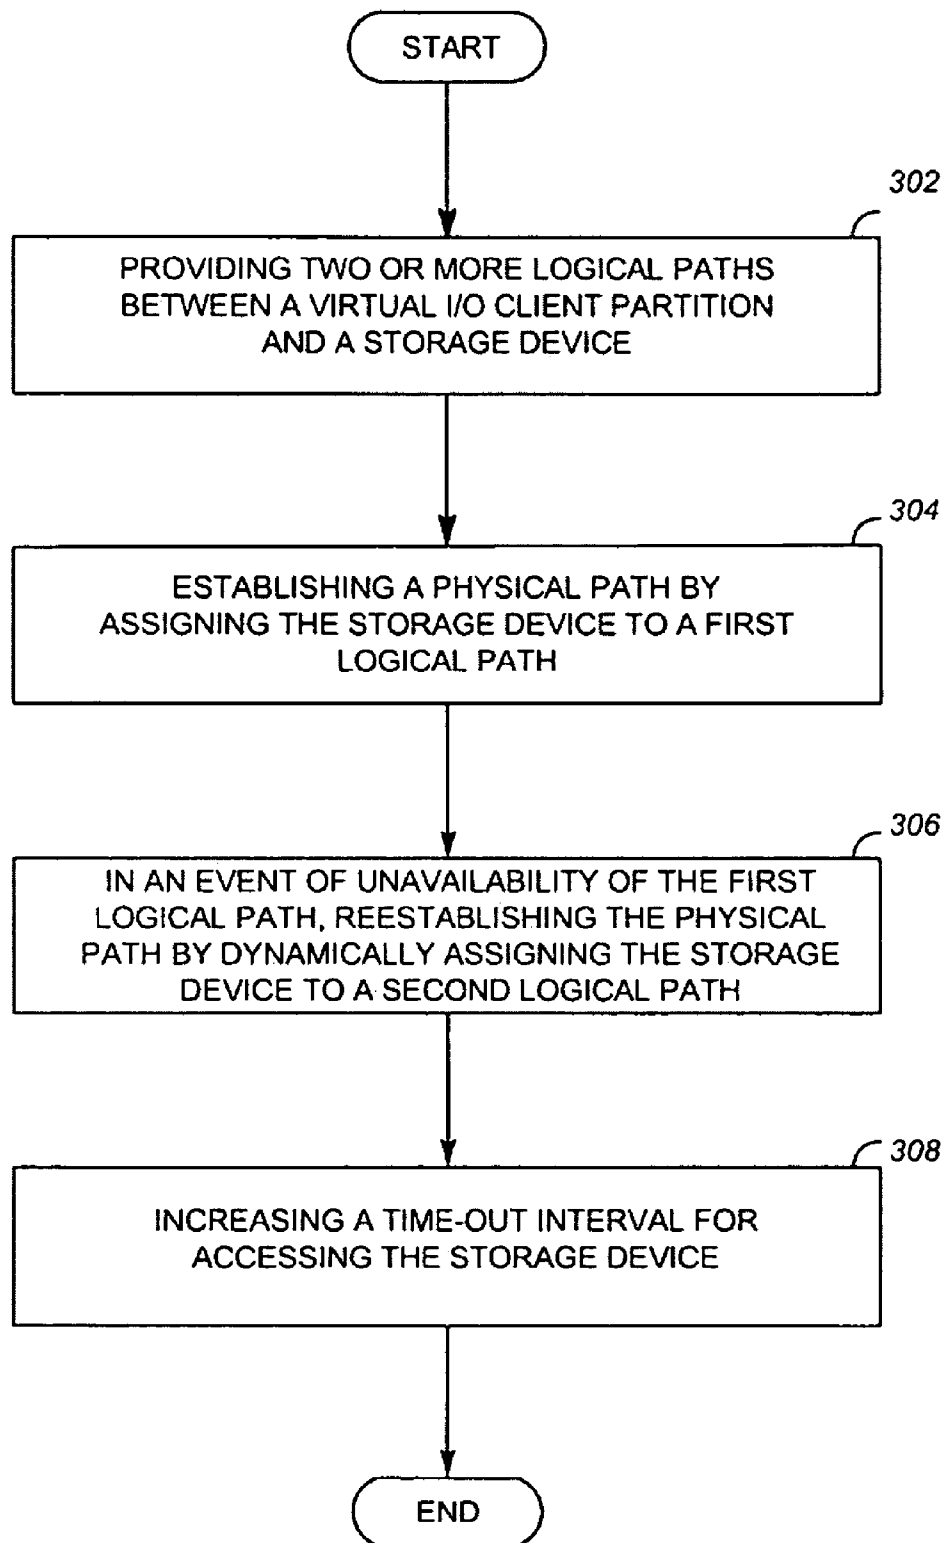 START
302
PROVIDING TWO OR MORE LOGICAL PATHS
BETWEEN A VIRTUAL I/O CLIENT PARTITION
AND A STORAGE DEVICE
304
ESTABLISHING A PHYSICAL PATH BY
ASSIGNING THE STORAGE DEVICE TO A FIRST
LOGICAL PATH
306
IN AN EVENT OF UNAVAILABILITY OF THE FIRST
LOGICAL PATH, REESTABLISHING THE PHYSICAL
PATH BY DYNAMICALLY ASSIGNING THE STORAGE
DEVICE TO A SECOND LOGICAL PATH
308
INCREASING A TIME-OUT INTERVAL FOR
ACCESSING THE STORAGE DEVICE
END